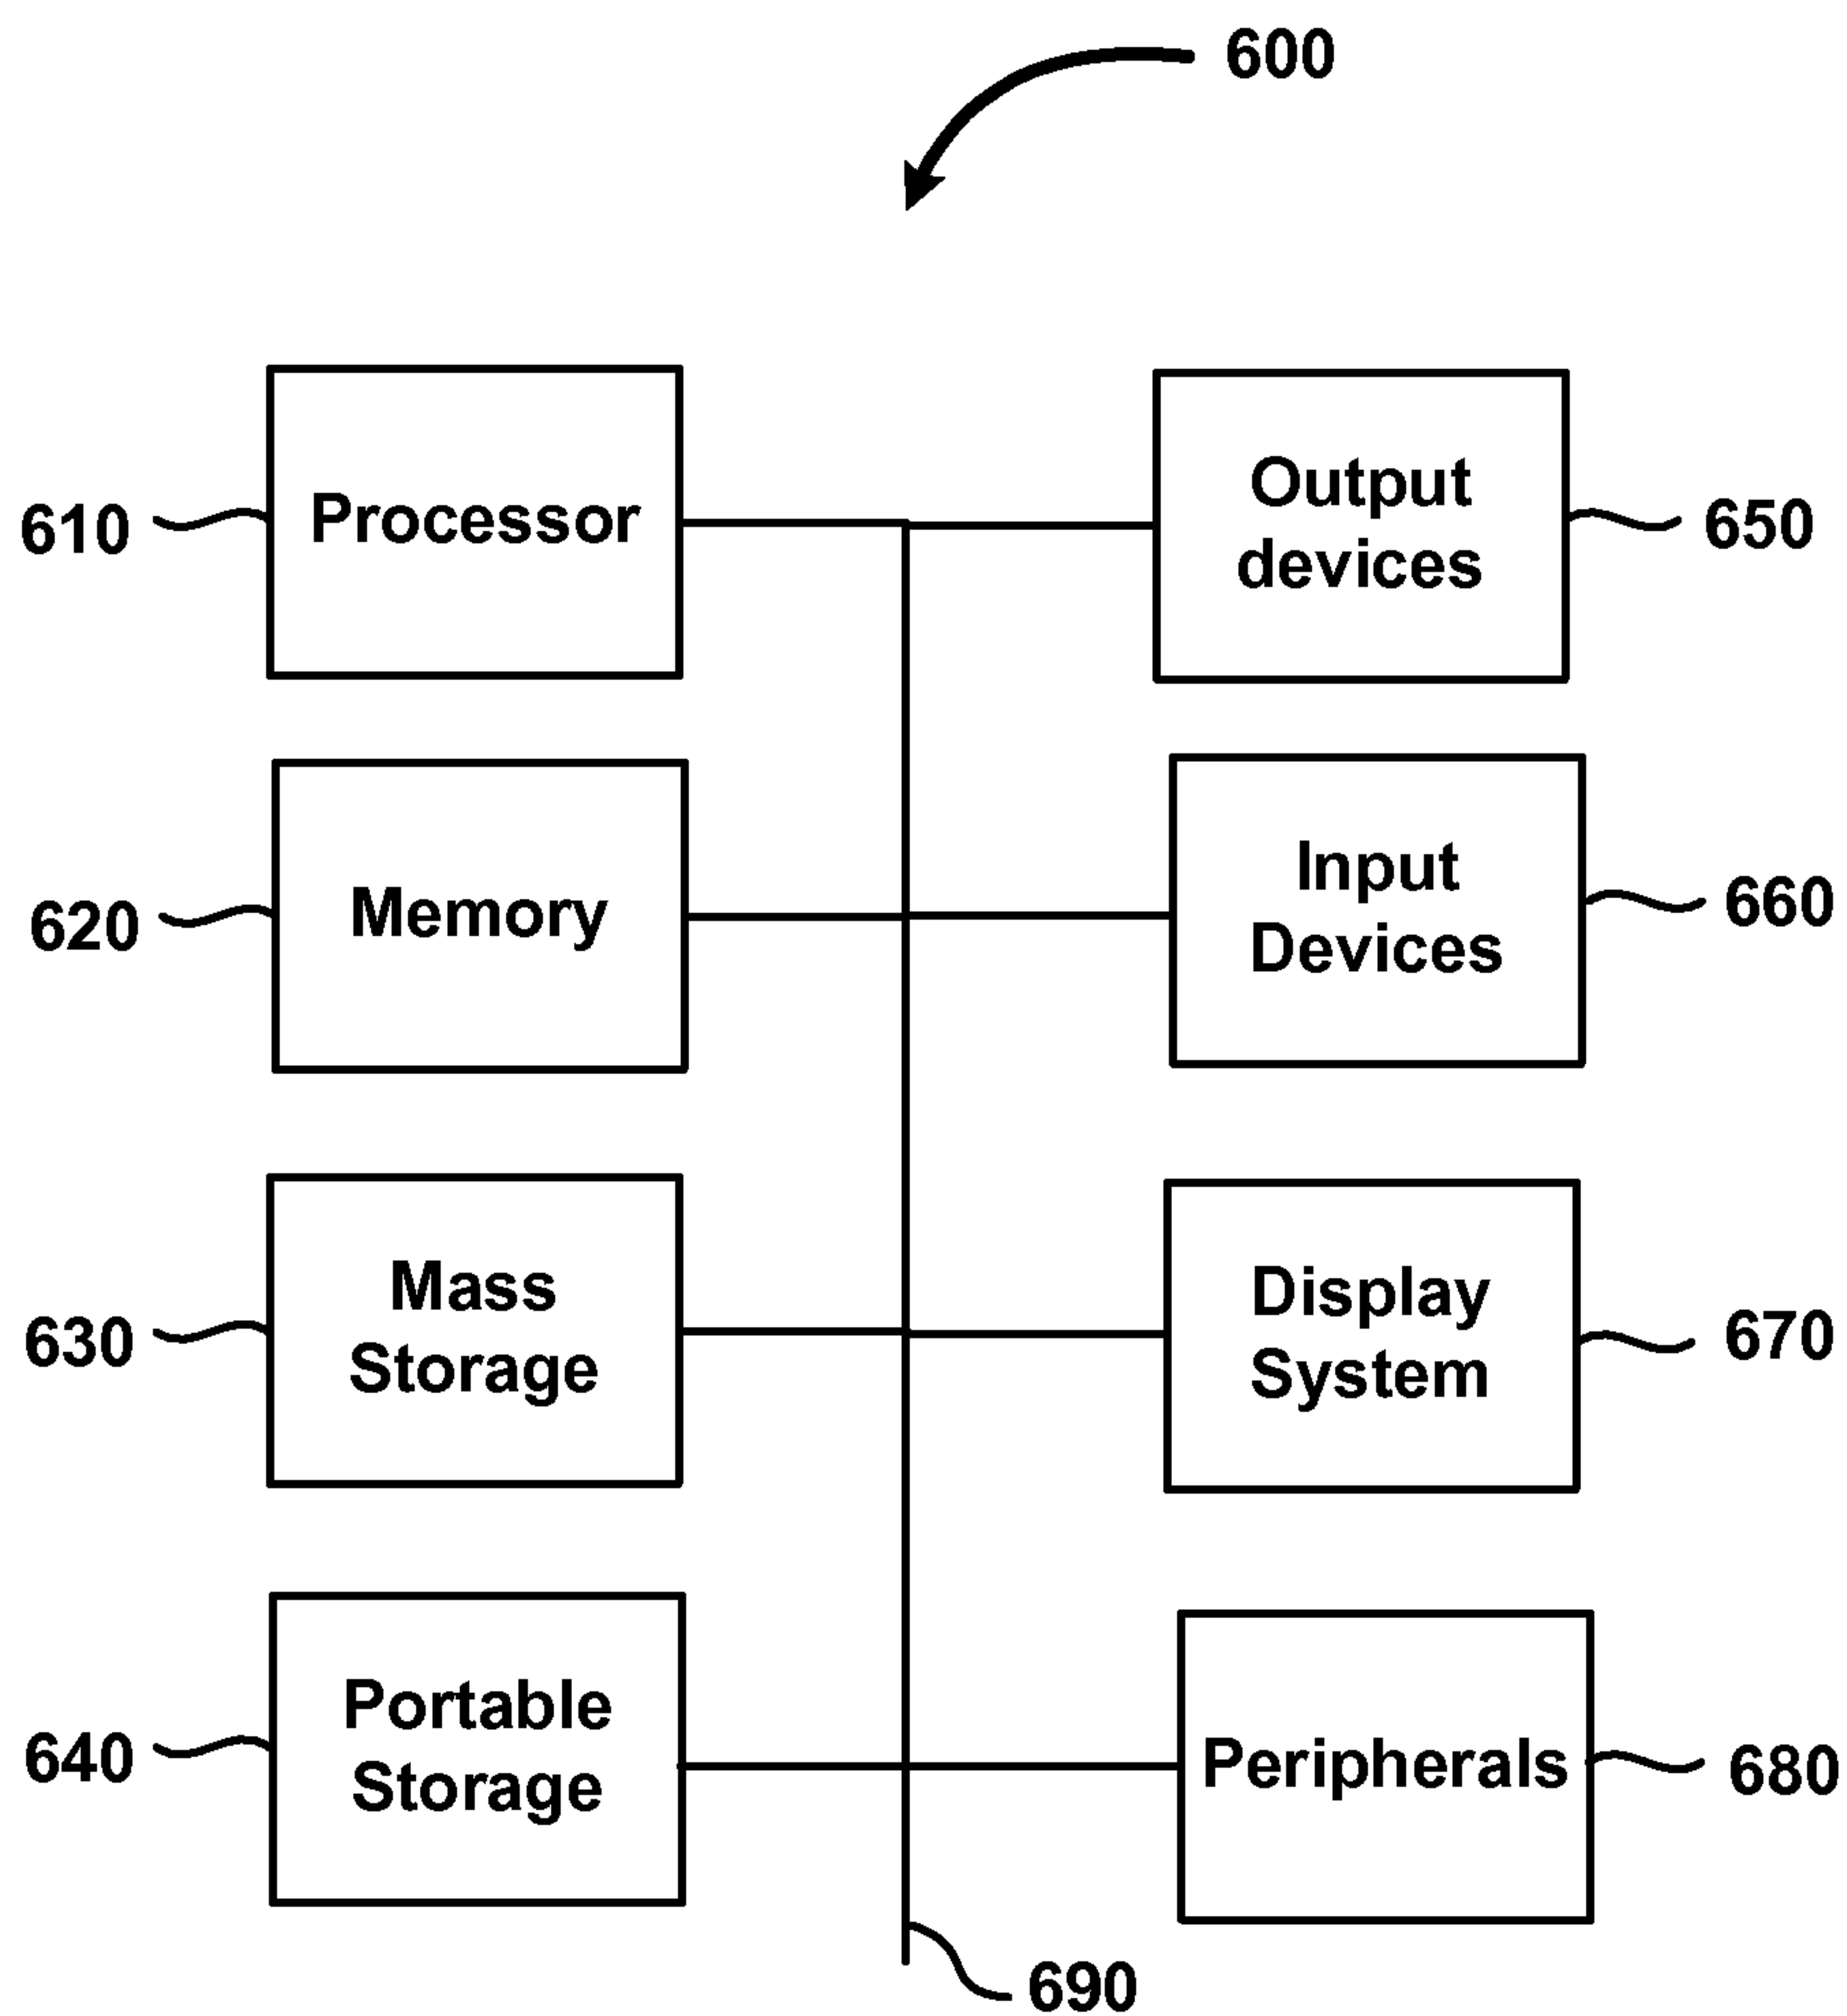 600
610
Processor
Output
devices
650
620
Memory
Input
Devices
660
630
Mass
Storage
Display
System
670
640
Portable
Storage
Peripherals
680
690